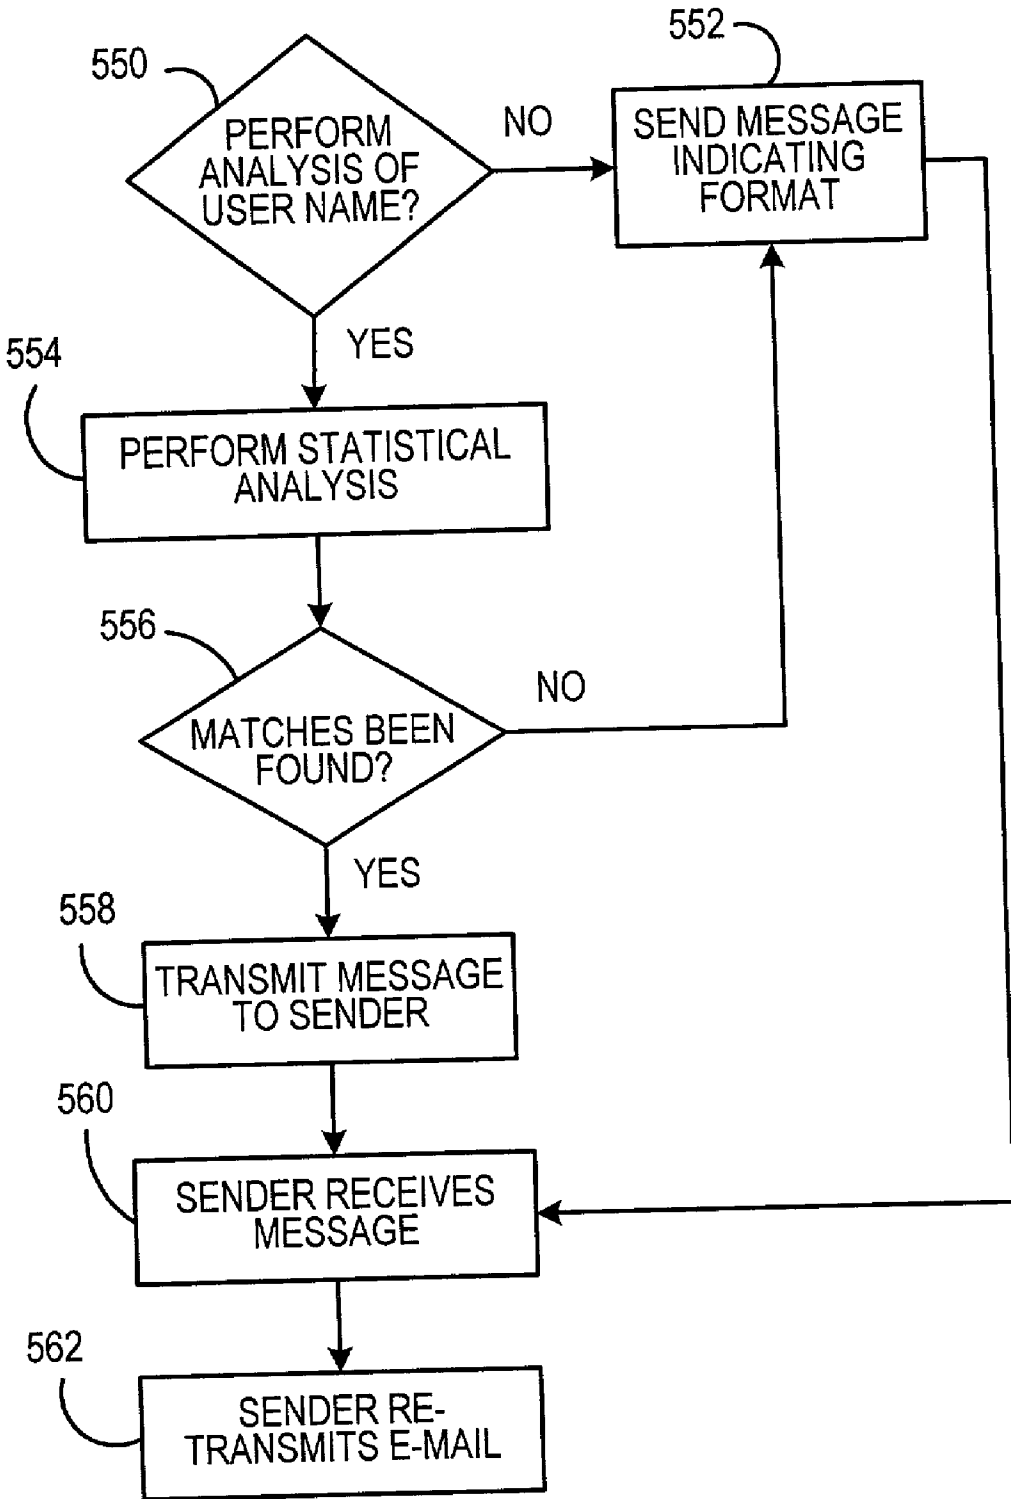 550
PERFORM
ANALYSIS OF
USER NAME?
NO
552
SEND MESSAGE
INDICATING
FORMAT
YES
554
PERFORM STATISTICAL
ANALYSIS
556
MATCHES BEEN
FOUND?
NO
YES
558
TRANSMIT MESSAGE
TO SENDER
560
SENDER RECEIVES
MESSAGE
562
SENDER RE-
TRANSMITS E-MAIL